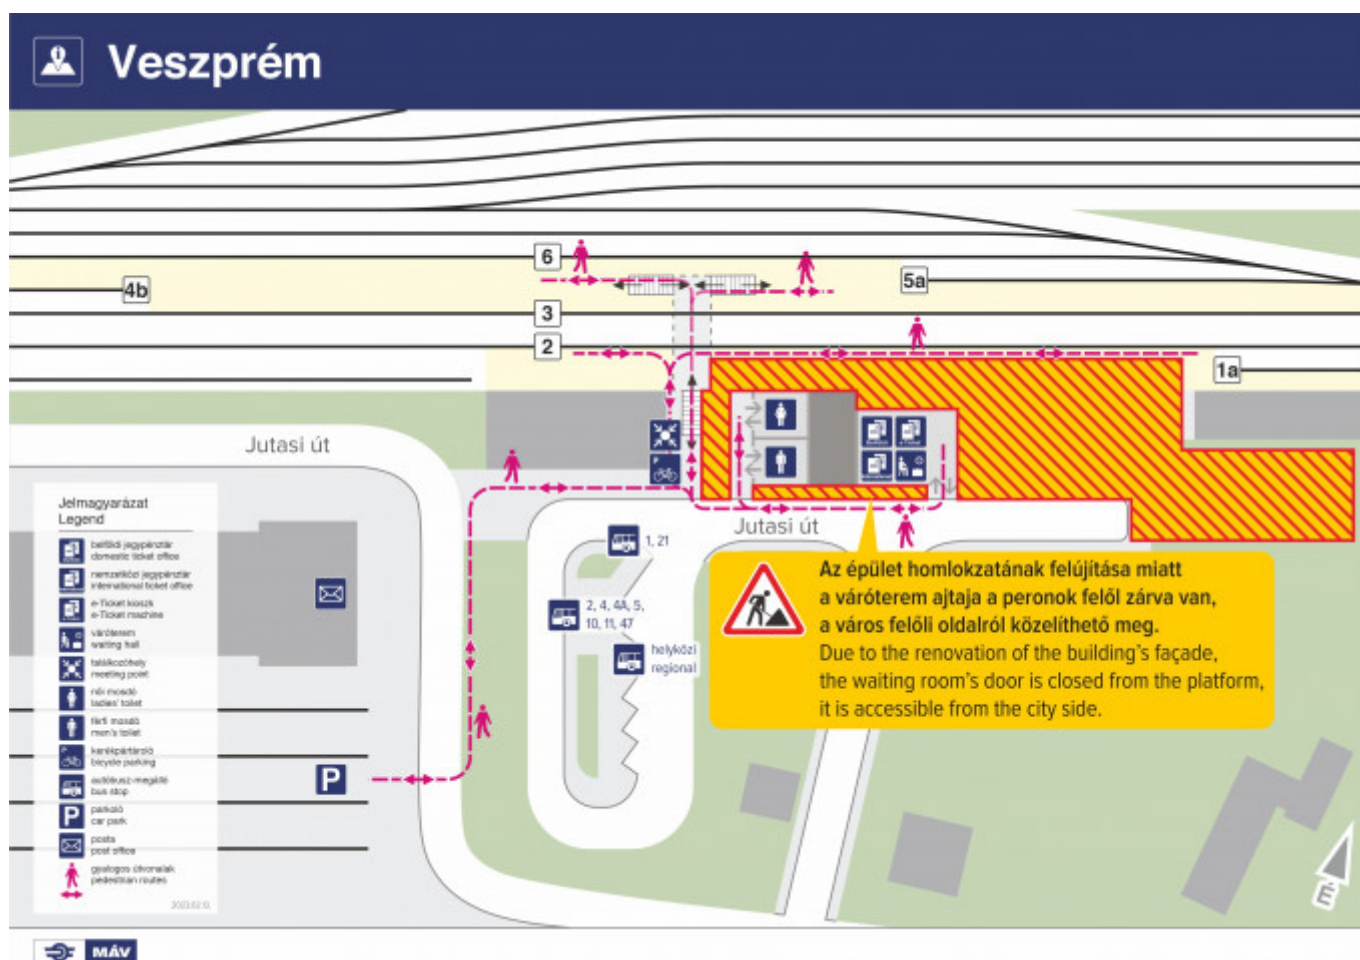 Veszprém
6
4b
5a
3
2
1a
Jutasi út
Jutasi út
1, 21
2, 4, 4A, 5,
10, 11, 47
helyközi
regional
Az épület homlokzatának felújítása miatt
a váróterem ajtaja a peronok felől zárva van,
a város felőli oldalról közelíthető meg.
Due to the renovation of the building's façade,
the waiting room's door is closed from the platform,
it is accessible from the city side.
Jelmagyarázat
Legend
belföldi jegypénztár
domestic ticket office
nemzetközi jegypénztár
international ticket office
e-Ticket kioszk
e-Ticket machine
váróterem
waiting hall
találkozóhely
meeting point
női mosdó
ladies' toilet
férfi mosdó
men's toilet
kerékpártároló
bicycle parking
autóbusz-megálló
bus stop
P
parkoló
car park
posta
post office
gyalogos útvonalak
pedestrian routes
P
É
MÁV